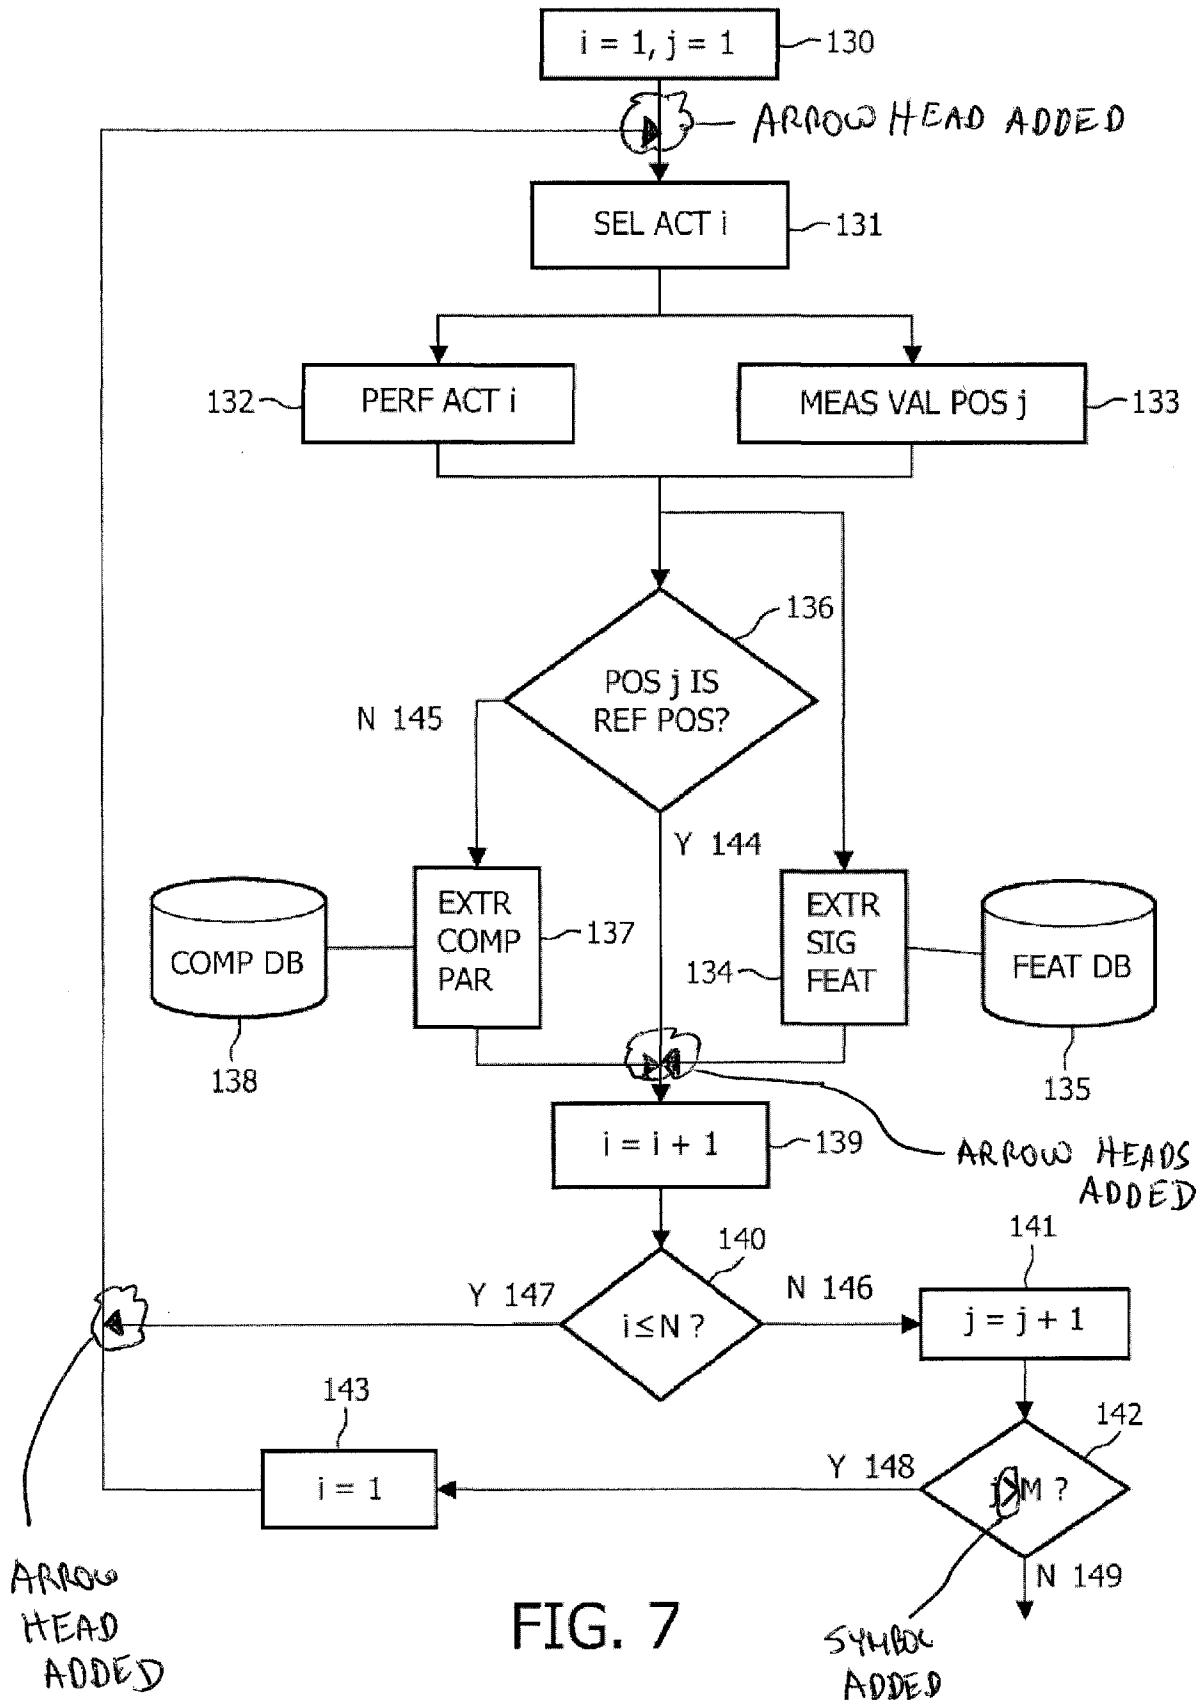 i = 1, j = 1
130
ARROW HEAD ADDED
SEL ACT i
131
132
PERF ACT i
MEAS VAL POS j
133
136
POS j IS
REF POS?
N 145
Y 144
EXTR
COMP
PAR
137
COMP DB
138
EXTR
SIG
FEAT
134
FEAT DB
135
i = i + 1
139
ARROW HEADS
ADDED
140
i≤N ?
Y 147
N 146
141
j = j + 1
143
i = 1
142
Y 148
j>M ?
N 149
ARROW
HEAD
ADDED
SYMBOL
ADDED
FIG. 7